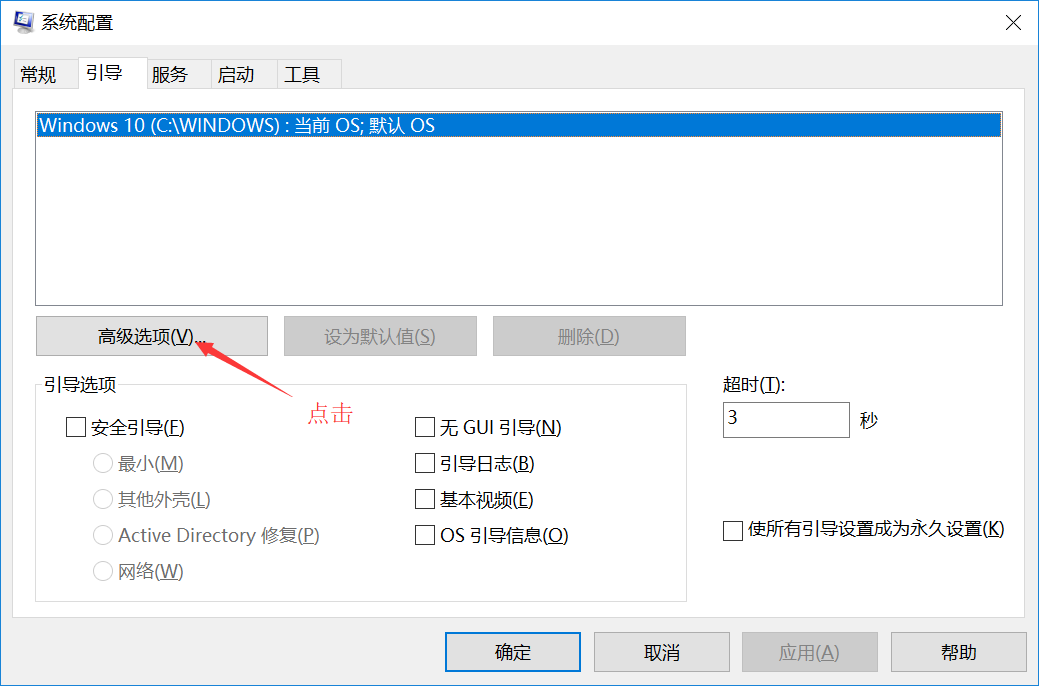 系统配置
常规 引导 服务 启动 工具
Windows 10 (C:\WINDOWS) : 当前 OS; 默认 OS
高级选项(V)... 设为默认值(S) 删除(D)
引导选项
超时(T):
安全引导(F) 无 GUI 引导(N)
点击
3 秒
最小(M) 引导日志(B)
其他外壳(L) 基本视频(E)
Active Directory 修复(P) OS 引导信息(O)
使所有引导设置成为永久设置(K)
网络(W)
确定 取消 应用(A) 帮助